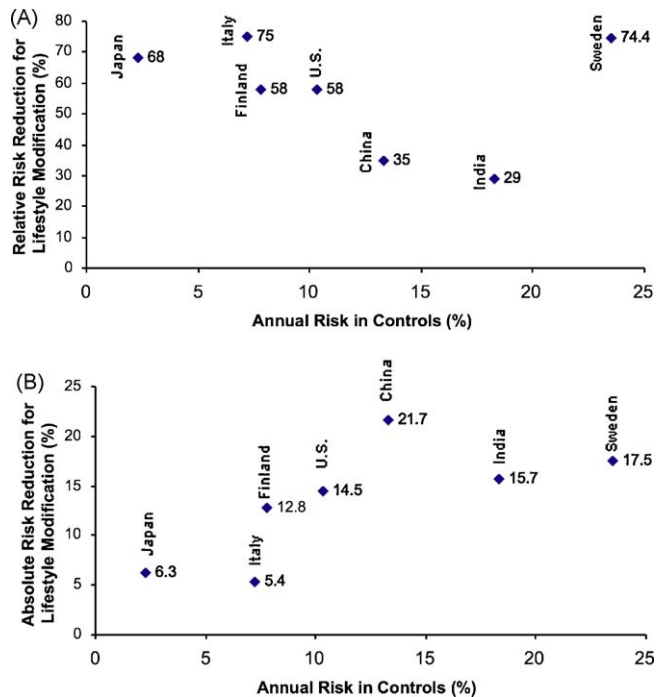 (A)
Relative Risk Reduction for
Lifestyle Modification (%)
80
70
60
50
40
30
20
10
0
Japan
68
Italy
75
Finland
58
U.S.
58
China
35
India
29
Sweden
74.4
0 5 10 15 20 25
Annual Risk in Controls (%)
(B)
Absolute Risk Reduction for
Lifestyle Modification (%)
25
20
15
10
5
0
Japan
6.3
Italy
5.4
Finland
12.8
U.S.
14.5
China
21.7
India
15.7
Sweden
17.5
0 5 10 15 20 25
Annual Risk in Controls (%)